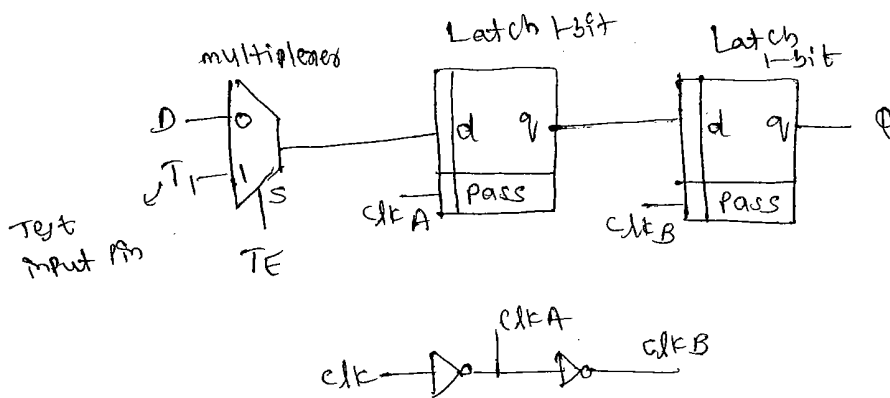 multiplexer
Latch 1-bit
Latch
1-bit
D
0
d q
d q
Q
T1
1
S
pass
pass
Test
input pin
TE
clkA
clkB
clk
clkA
clkB